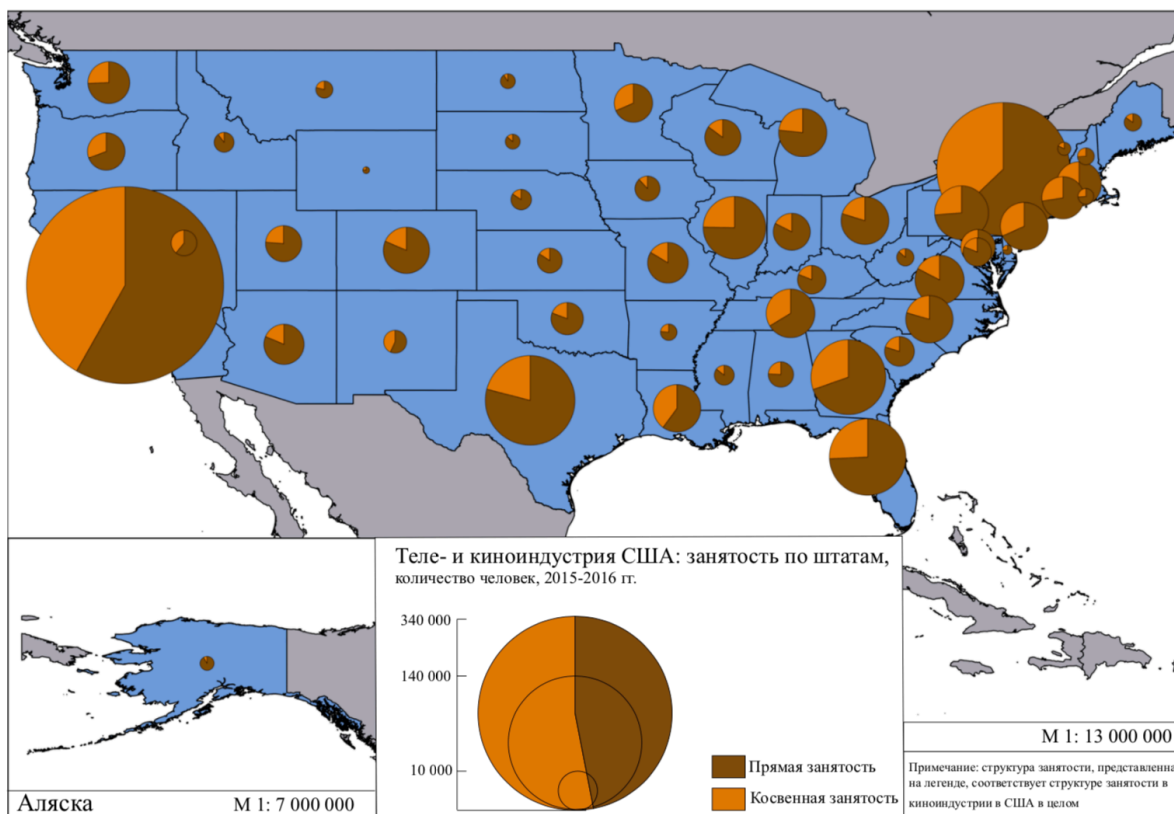 Теле- и киноиндустрия США: занятость по штатам,
количество человек, 2015-2016 гг.
340 000
140 000
10 000
Прямая занятость
Косвенная занятость
Аляска
М 1: 7 000 000
М 1: 13 000 000
Примечание: структура занятости, представленна
на легенде, соответствует структуре занятости в
киноиндустрии в США в целом